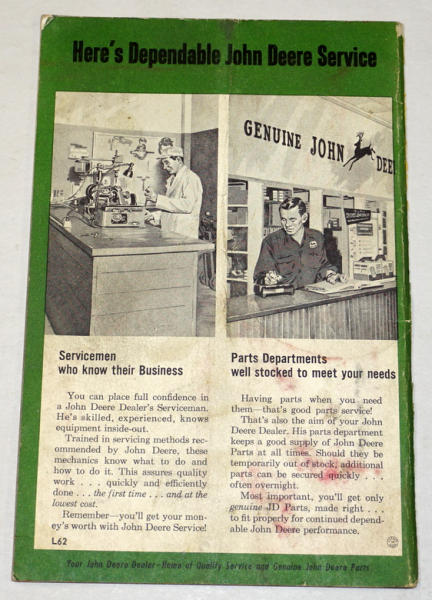 Here's Dependable John Deere Service
GENUINE JOHN DEER
Servicemen
who know their Business
You can place full confidence in
a John Deere Dealer's Serviceman.
He's skilled, experienced, knows
equipment inside-out.
Trained in servicing methods rec-
ommended by John Deere, these
mechanics know what to do and
how to do it. This assures quality
work . . . quickly and efficiently
done . . . the first time . . . and at the
lowest cost.
Remember—you'll get your mon-
ey's worth with John Deere Service!
L62
Parts Departments
well stocked to meet your needs
Having parts when you need
them—that's good parts service!
That's also the aim of your John
Deere Dealer. His parts department
keeps a good supply of John Deere
Parts at all times. Should they be
temporarily out of stock, additional
parts can be secured quickly . . .
often overnight.
Most important, you'll get only
genuine JD Parts, made right . . .
to fit properly for continued depend-
able John Deere performance.
Your John Deere Dealer—Home of Quality Service and Genuine John Deere Parts